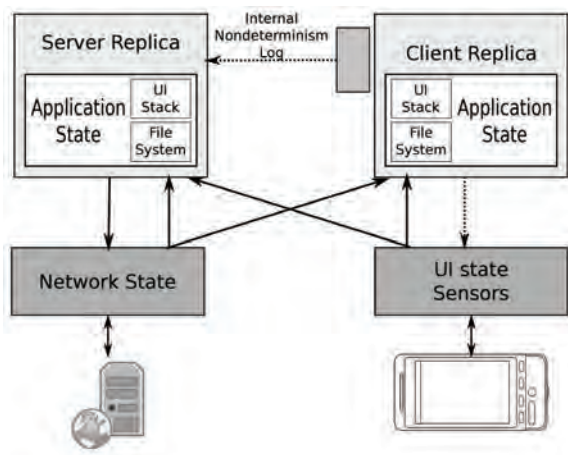 Internal
Nondeterminism
Log
Server Replica
Application
State
UI
Stack
File
System
Client Replica
UI
Stack
File
System
Application
State
Network State
UI state
Sensors